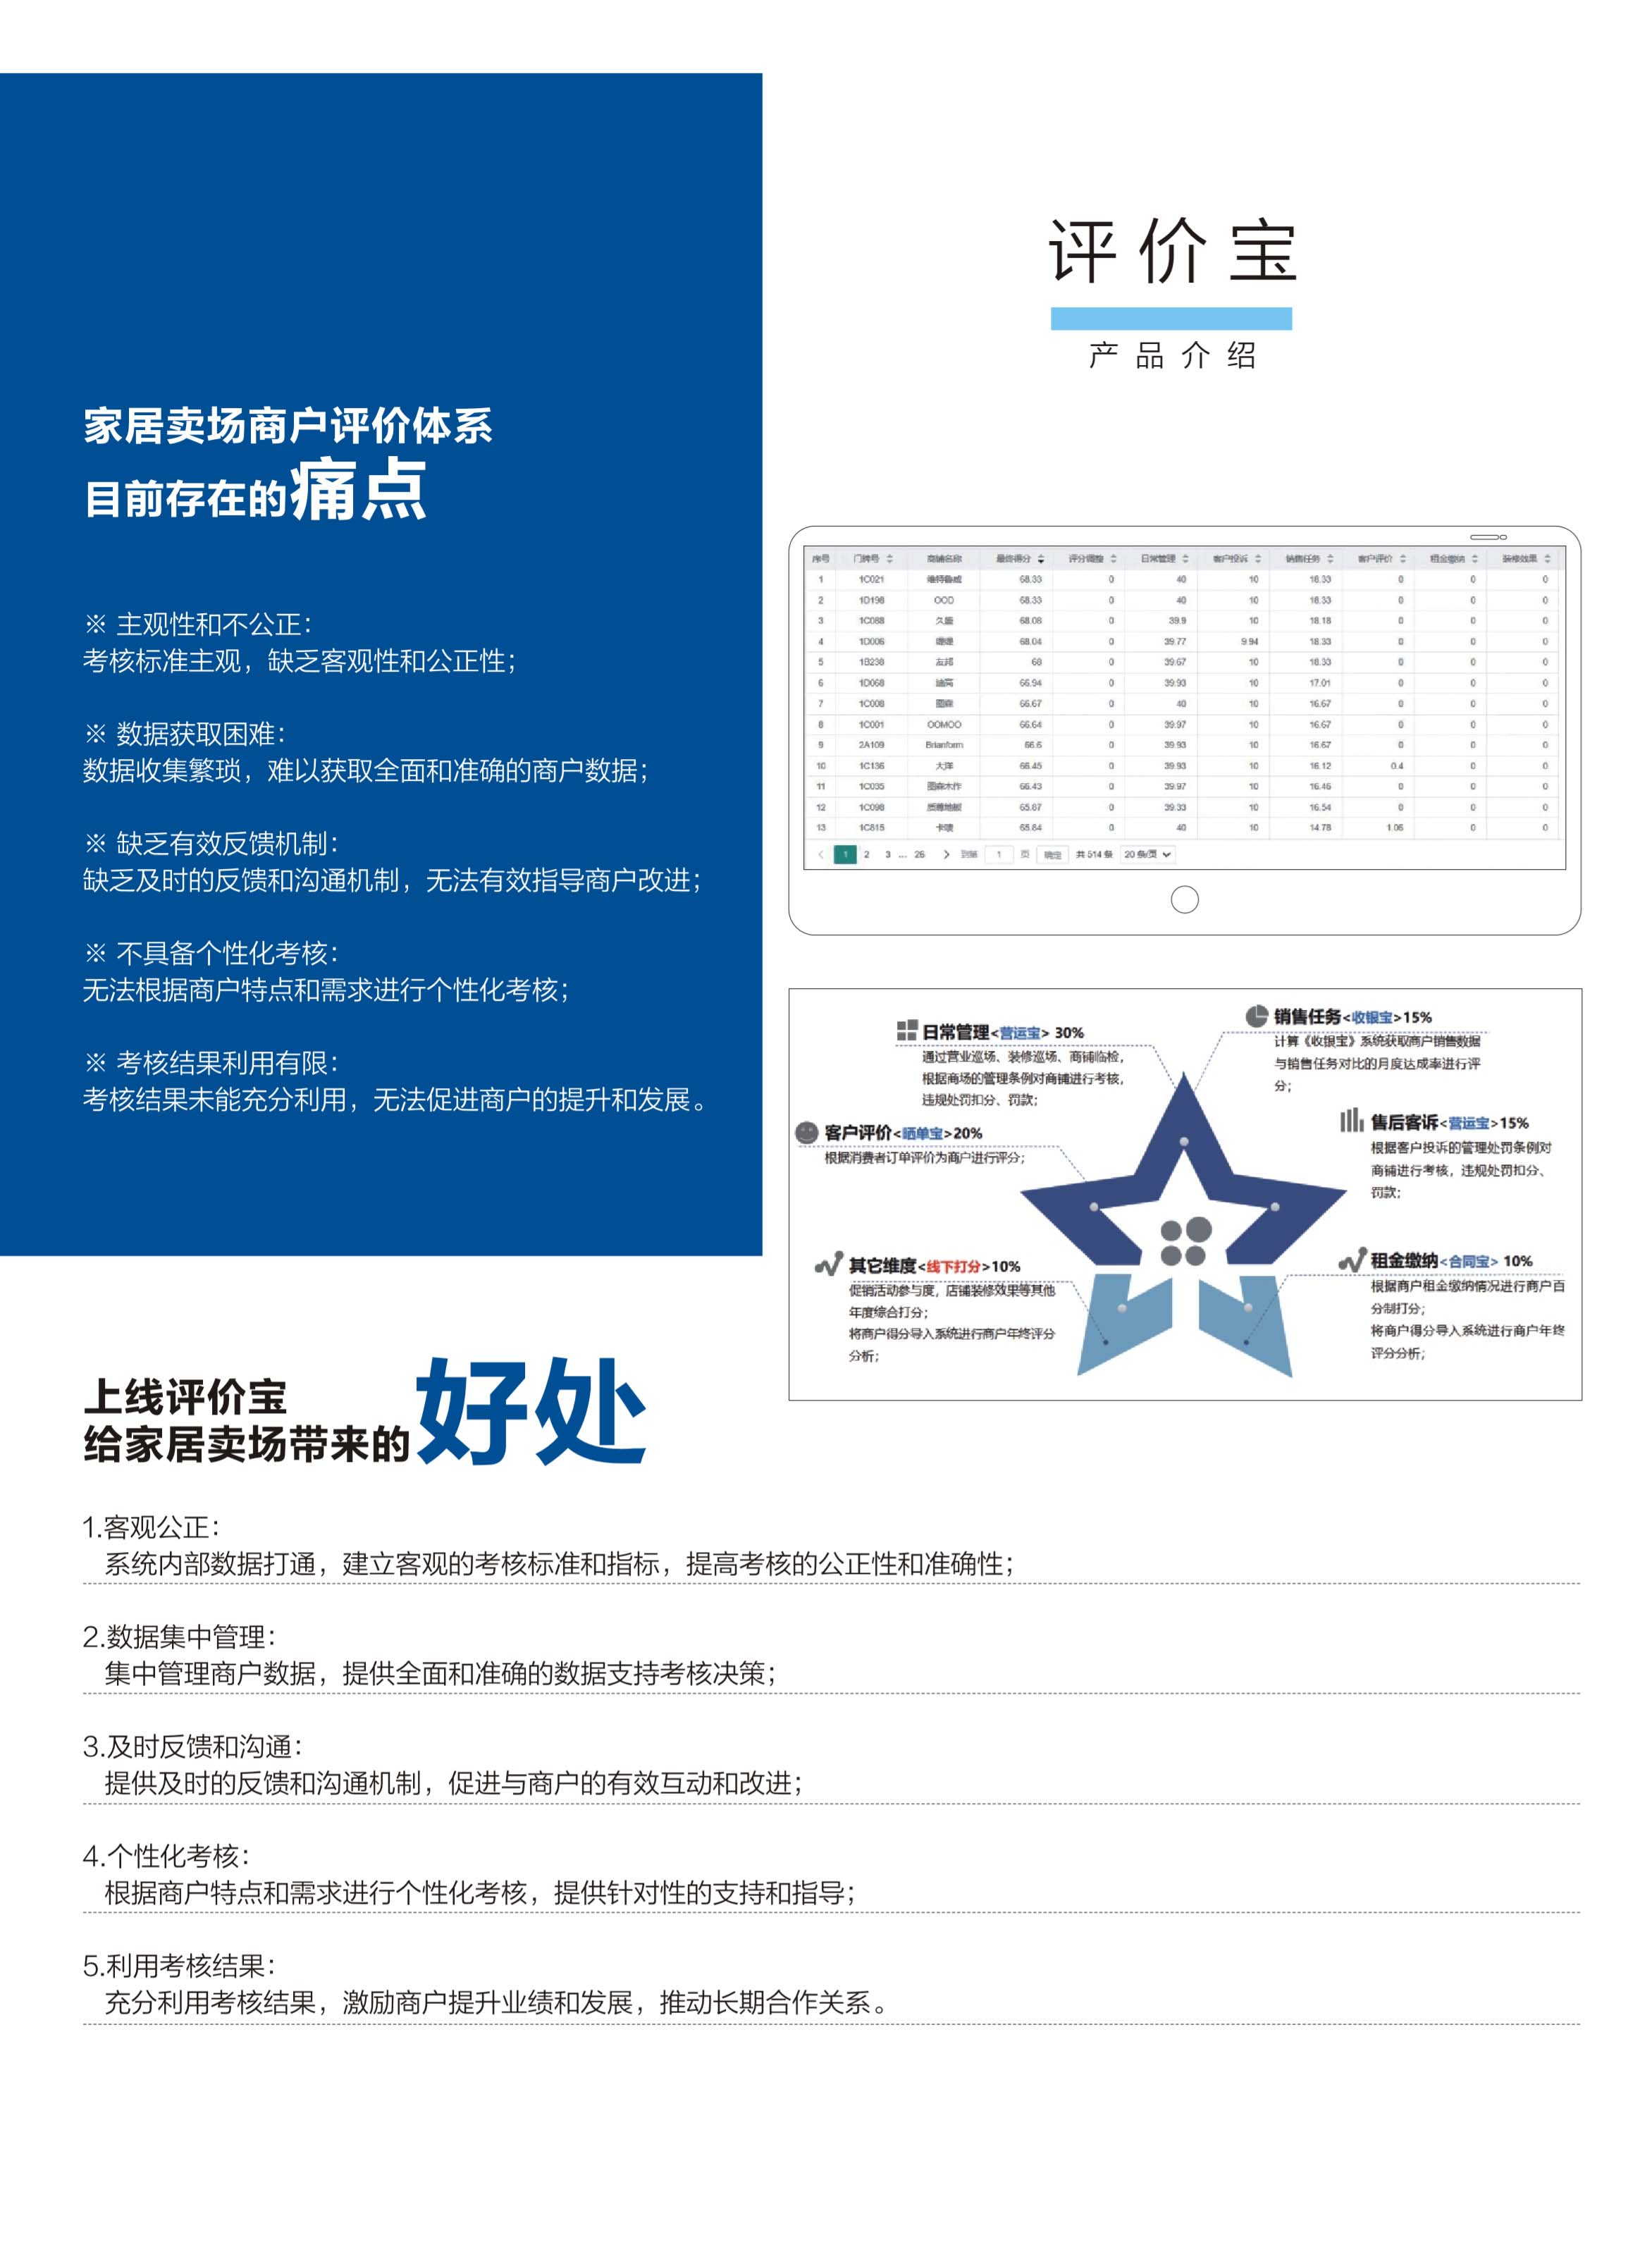 评价宝
产品介绍
家居卖场商户评价体系
目前存在的痛点
※ 主观性和不公正：
考核标准主观，缺乏客观性和公正性；
※ 数据获取困难：
数据收集繁琐，难以获取全面和准确的商户数据；
※ 缺乏有效反馈机制：
缺乏及时的反馈和沟通机制，无法有效指导商户改进；
※ 不具备个性化考核：
无法根据商户特点和需求进行个性化考核；
※ 考核结果利用有限：
考核结果未能充分利用，无法促进商户的提升和发展。
序号 门牌号 商铺名称 最终得分 评分调整 日常管理 客户投诉 销售任务 客户评价 租金缴纳 装修效果
1 1C021 68.33 0 40 10 18.33 0 0 0
2 1D198 OOD 68.33 0 40 10 18.33 0 0 0
3 1C088 久盛 68.08 0 39.9 10 18.18 0 0 0
4 1D006 68.04 0 39.77 9.94 18.33 0 0 0
5 1B238 友邦 68 0 39.67 10 18.33 0 0 0
6 1D068 迪高 66.94 0 39.93 10 17.01 0 0 0
7 1C008 图森 66.67 0 40 10 16.67 0 0 0
8 1C001 OOMOO 66.64 0 39.97 10 16.67 0 0 0
9 2A109 Brianform 66.6 0 39.93 10 16.67 0 0 0
10 1C136 大洋 66.45 0 39.93 10 16.12 0.4 0 0
11 1C035 图森木作 66.43 0 39.97 10 16.46 0 0 0
12 1C098 65.87 0 39.33 10 16.54 0 0 0
13 1C815 卡唛 65.84 0 40 10 14.78 1.06 0 0
1 2 3 … 26 到第 1 页 确定 共 514 条 20 条/页
日常管理<营运宝> 30%
通过营业巡场、装修巡场、商铺临检，
根据商场的管理条例对商铺进行考核，
违规处罚扣分、罚款；
销售任务<收银宝>15%
计算《收银宝》系统获取商户销售数据
与销售任务对比的月度达成率进行评
分；
客户评价<晒单宝>20%
根据消费者订单评价为商户进行评分；
售后客诉<营运宝>15%
根据客户投诉的管理处罚条例对
商铺进行考核，违规处罚扣分、
罚款；
其它维度<线下打分>10%
促销活动参与度，店铺装修效果等其他
年度综合打分；
将商户得分导入系统进行商户年终评分
分析；
租金缴纳<合同宝> 10%
根据商户租金缴纳情况进行商户百
分制打分；
将商户得分导入系统进行商户年终
评分分析；
上线评价宝
给家居卖场带来的好处
1.客观公正：
系统内部数据打通，建立客观的考核标准和指标，提高考核的公正性和准确性；
2.数据集中管理：
集中管理商户数据，提供全面和准确的数据支持考核决策；
3.及时反馈和沟通：
提供及时的反馈和沟通机制，促进与商户的有效互动和改进；
4.个性化考核：
根据商户特点和需求进行个性化考核，提供针对性的支持和指导；
5.利用考核结果：
充分利用考核结果，激励商户提升业绩和发展，推动长期合作关系。